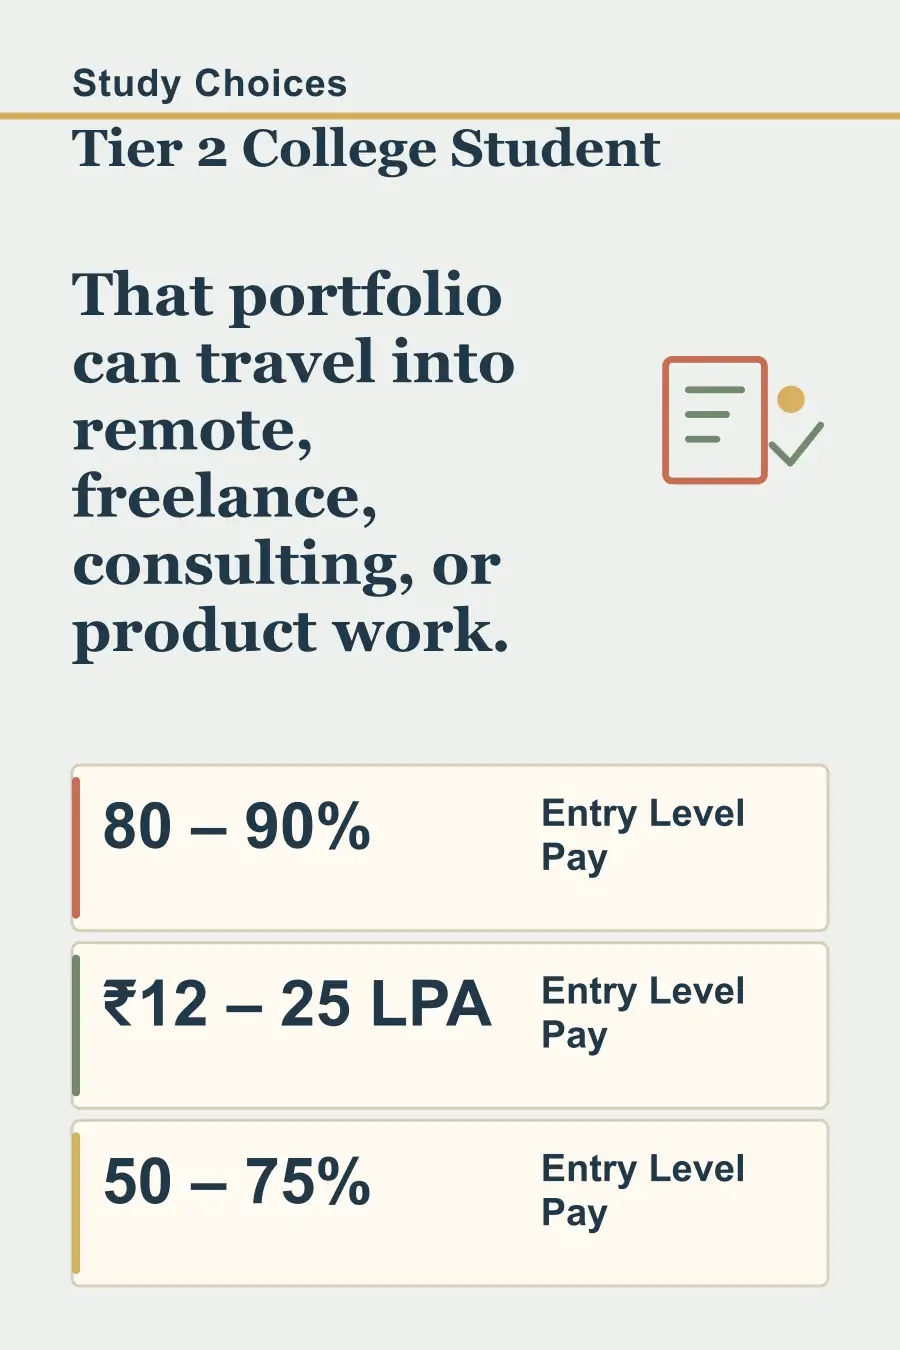 Study Choices
Tier 2 College Student
That portfolio
can travel into
remote,
freelance,
consulting, or
product work.
80 – 90%
Entry Level
Pay
₹12 – 25 LPA
Entry Level
Pay
50 – 75%
Entry Level
Pay